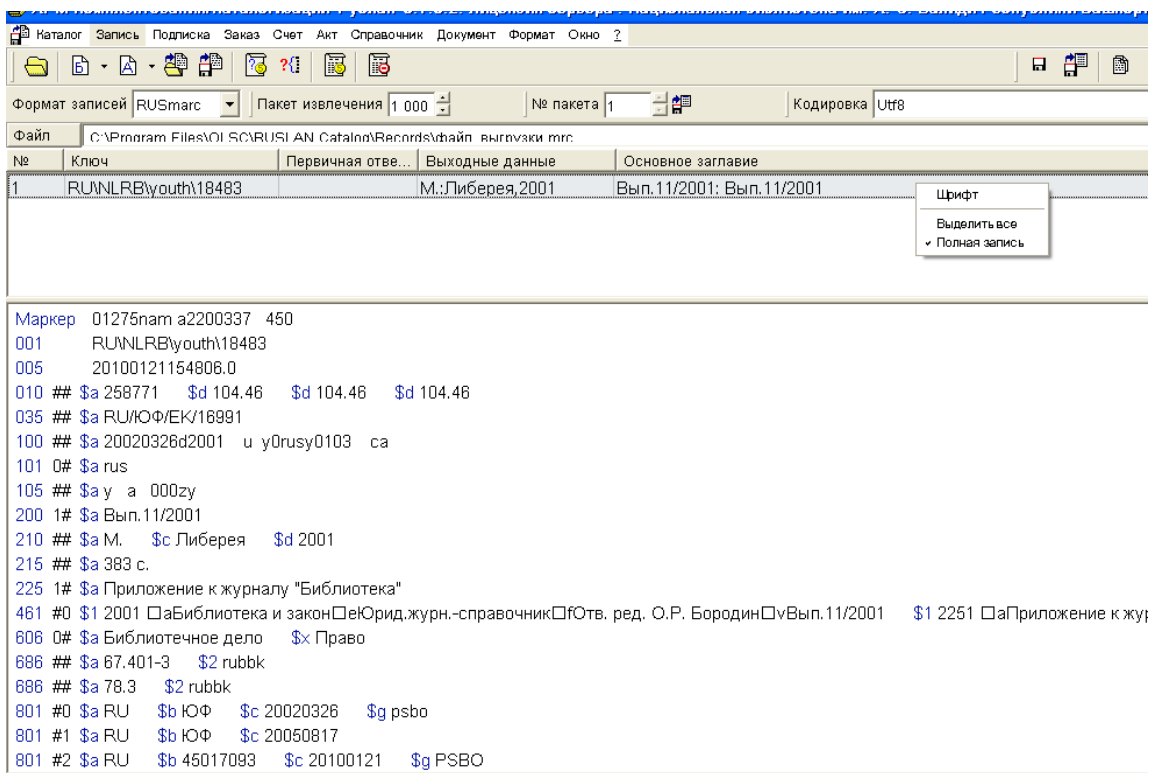 Каталог Запись Подписка Заказ Счет Акт Справочник Документ Формат Окно ?
Формат записей RUSmarc Пакет извлечения 1 000 № пакета 1 Кодировка Utf8
Файл C:\Program Files\OLSC\RUSLAN Catalog\Records\файл выгрузки.mrc
№ Ключ Первичная отве... Выходные данные Основное заглавие
1 RU\NLRB\youth\18483 М.:Либерея,2001 Вып.11/2001: Вып.11/2001
Шрифт
Выделить все
Полная запись
Маркер 01275nam a2200337 450
001 RU\NLRB\youth\18483
005 20100121154806.0
010 ## $a 258771 $d 104.46 $d 104.46 $d 104.46
035 ## $a RU/ЮФ/ЕК/16991
100 ## $a 20020326d2001 u y0rusy0103 ca
101 0# $a rus
105 ## $a y a 000zy
200 1# $a Вып.11/2001
210 ## $a М. $c Либерея $d 2001
215 ## $a 383 с.
225 1# $a Приложение к журналу "Библиотека"
461 #0 $1 2001 □aБиблиотека и закон□eЮрид.журн.-справочник□fОтв. ред. О.Р. Бородин□vВып.11/2001 $1 2251 □aПриложение к жур
606 0# $a Библиотечное дело $x Право
686 ## $a 67.401-3 $2 rubbk
686 ## $a 78.3 $2 rubbk
801 #0 $a RU $b ЮФ $c 20020326 $g psbo
801 #1 $a RU $b ЮФ $c 20050817
801 #2 $a RU $b 45017093 $c 20100121 $g PSBO